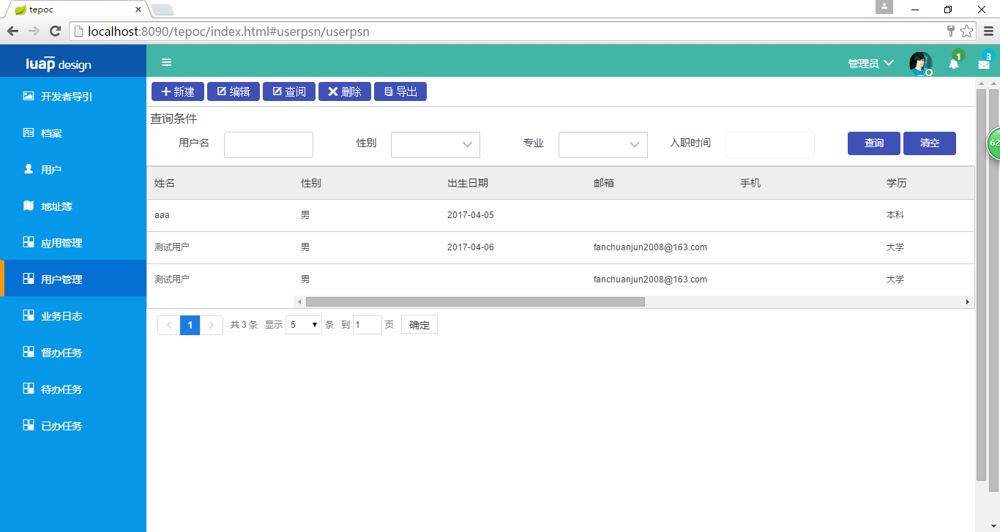 tepoc
localhost:8090/tepoc/index.html#userpsn/userpsn
iuap design
管理员
1
3
开发者导引
档案
用户
地址簿
应用管理
用户管理
业务日志
督办任务
待办任务
已办任务
新建 编辑 查阅 删除 导出
查询条件
用户名 性别 专业 入职时间 查询 清空
62
姓名 性别 出生日期 邮箱 手机 学历
aaa 男 2017-04-05 本科
测试用户 男 2017-04-06 fanchuanjun2008@163.com 大学
测试用户 男 fanchuanjun2008@163.com 大学
1 共 3 条 显示 5 条 到 1 页 确定